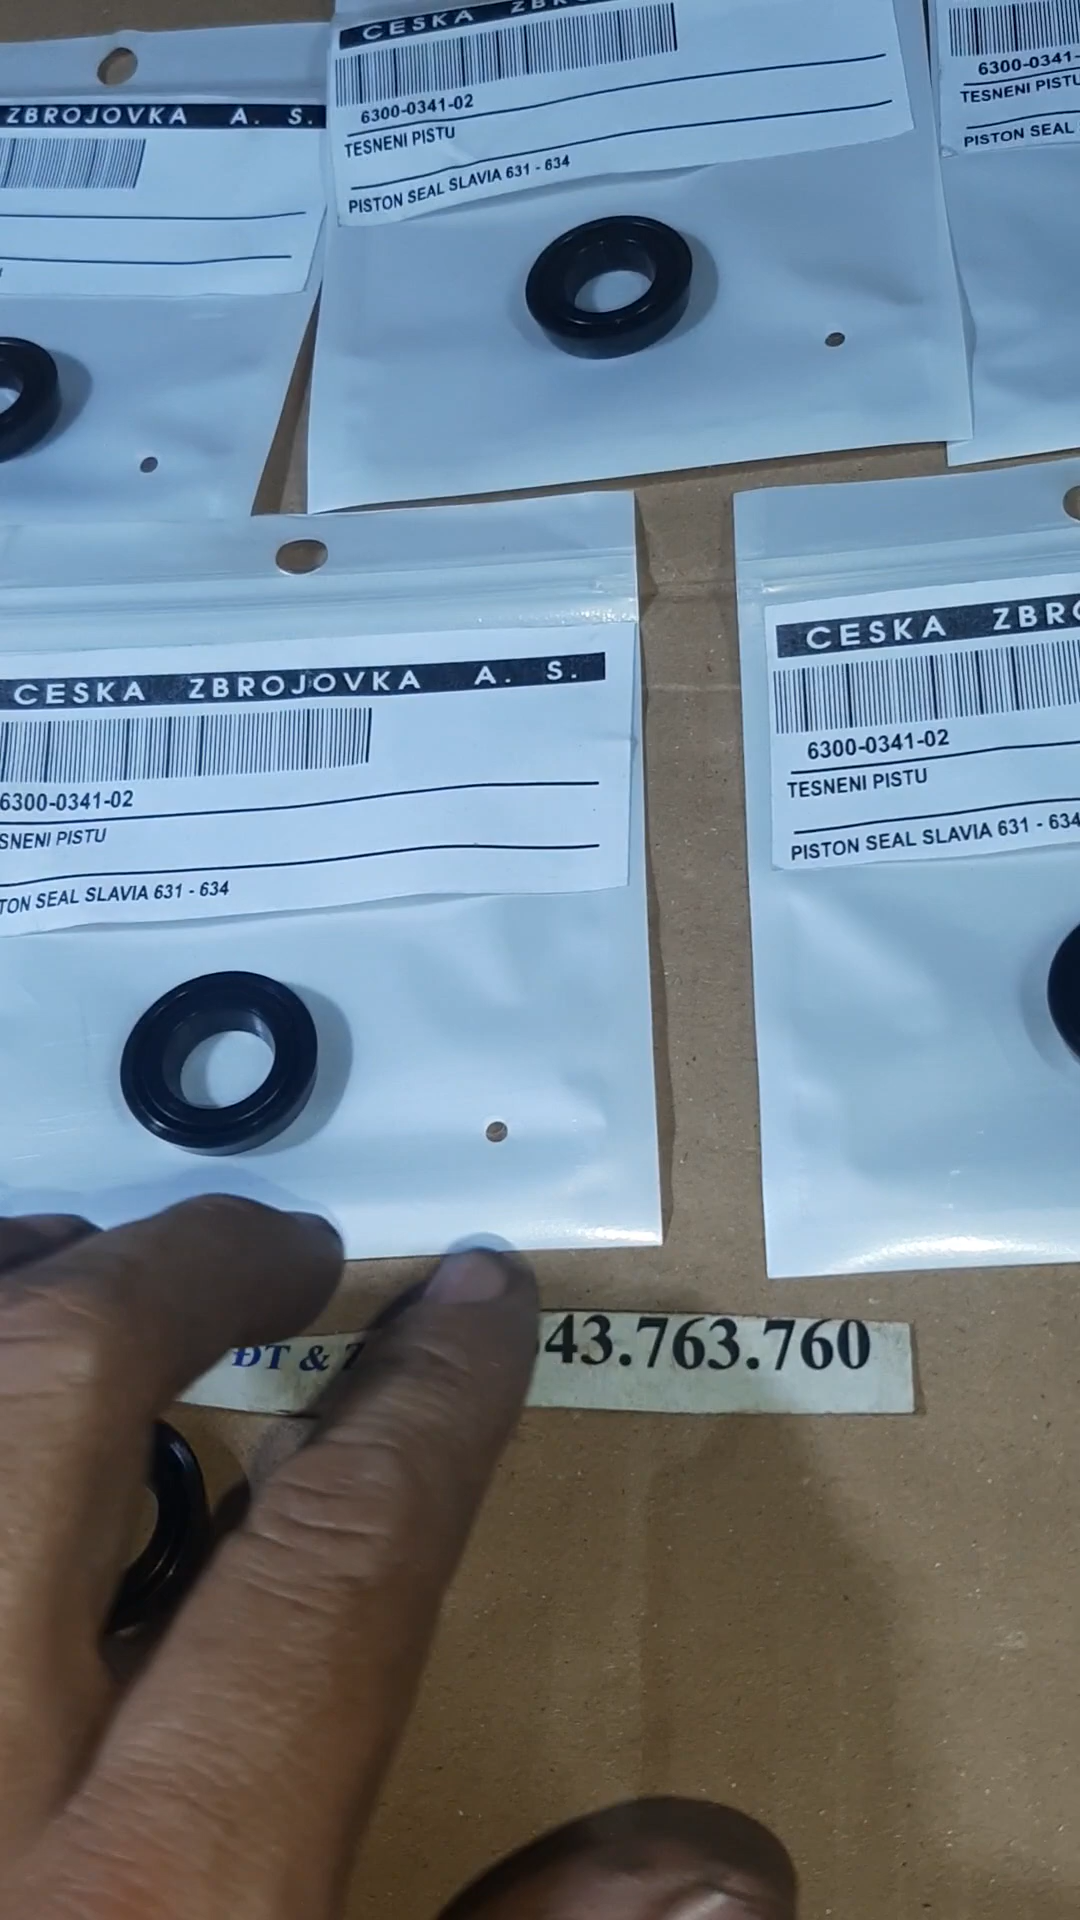 ZBROJOVKA A. S.
CESKA
6300-0341-02
TESNENI PISTU
PISTON SEAL SLAVIA 631 - 634
6300-0341-
TESNENI PISTU
PISTON SEAL
CESKA ZBROJOVKA A. S.
6300-0341-02
SNENI PISTU
TON SEAL SLAVIA 631 - 634
CESKA ZBRO
6300-0341-02
TESNENI PISTU
PISTON SEAL SLAVIA 631 - 634
ĐT & Z
43.763.760